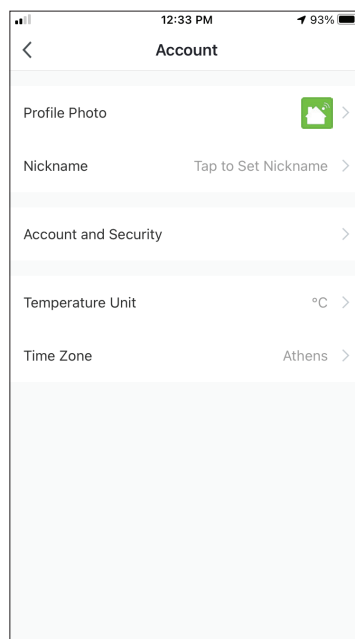 12:33 PM 93%
Account
Profile Photo
Nickname Tap to Set Nickname
Account and Security
Temperature Unit °C
Time Zone Athens